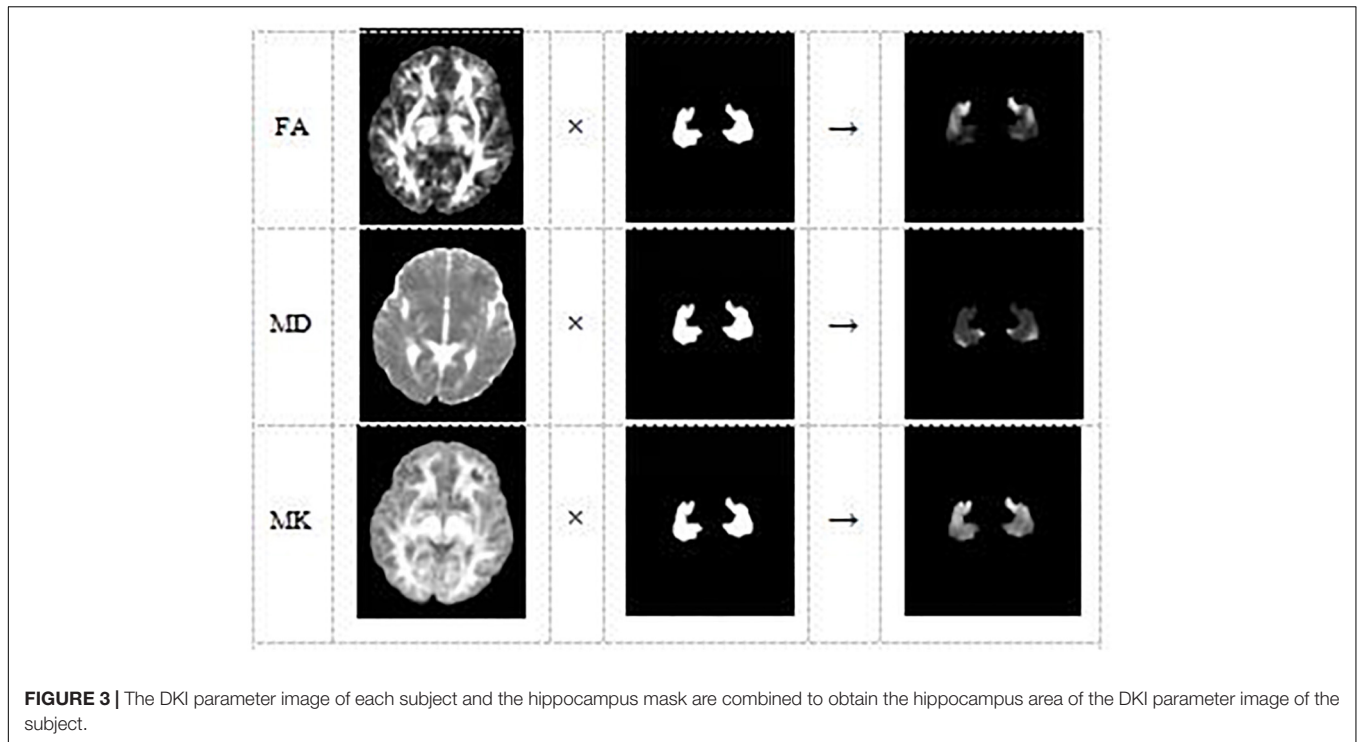 FA × →
MD × →
MK × →
FIGURE 3 | The DKI parameter image of each subject and the hippocampus mask are combined to obtain the hippocampus area of the DKI parameter image of the
subject.